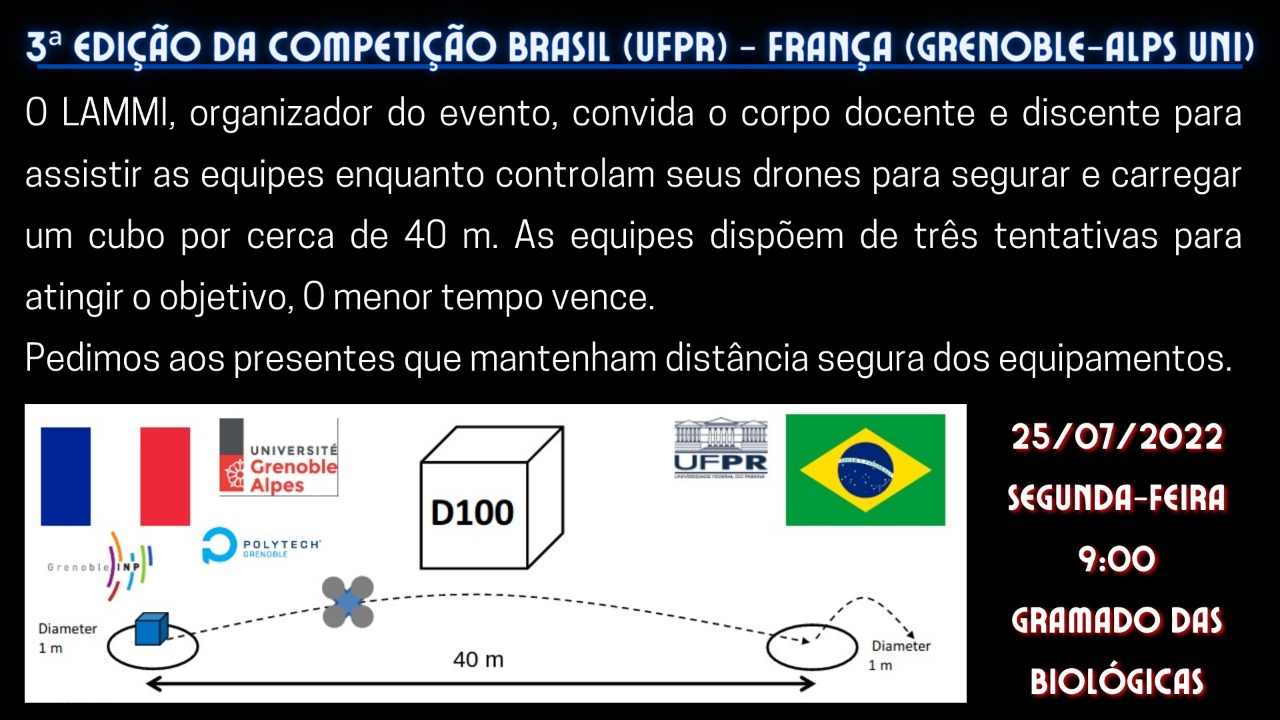 3ª EDIÇÃO DA COMPETIÇÃO BRASIL (UFPR) - FRANÇA (GRENOBLE-ALPS UNI)
O LAMMI, organizador do evento, convida o corpo docente e discente para
assistir as equipes enquanto controlam seus drones para segurar e carregar
um cubo por cerca de 40 m. As equipes dispõem de três tentativas para
atingir o objetivo, O menor tempo vence.
Pedimos aos presentes que mantenham distância segura dos equipamentos.
UNIVERSITÉ
Grenoble
Alpes
Grenoble INP
POLYTECH
GRENOBLE
D100
UFPR
UNIVERSIDADE FEDERAL DO PARANÁ
Diameter
1 m
40 m
Diameter
1 m
25/07/2022
SEGUNDA-FEIRA
9:00
GRAMADO DAS
BIOLÓGICAS